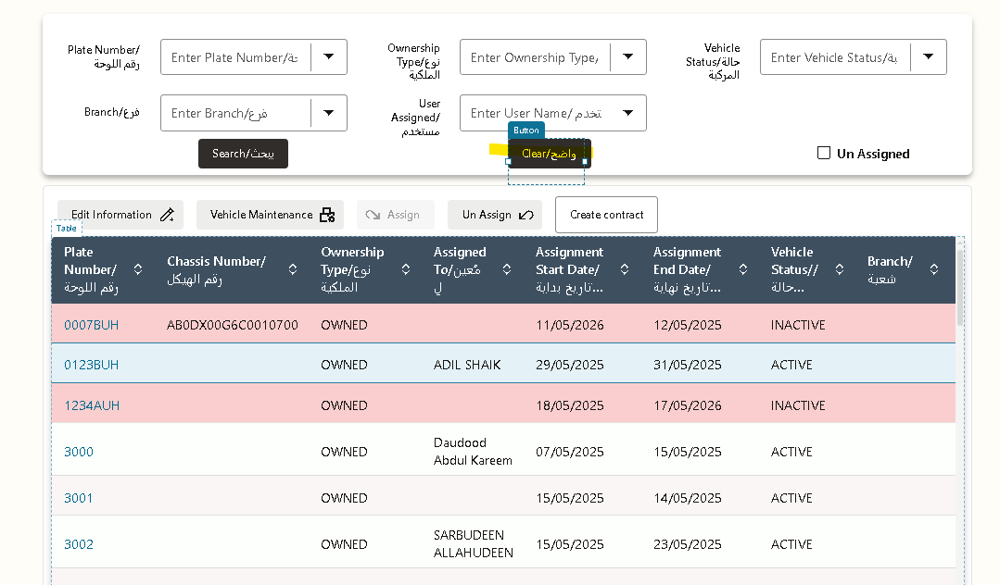 Plate Number/
رقم اللوحة
Enter Plate Number/
Ownership
Type/نوع
الملكية
Enter Ownership Type/
Vehicle
Status/حالة
المركبة
Enter Vehicle Status/
Branch/فرع
Enter Branch/فرع
User
Assigned/
مستخدم
Enter User Name/
Button
Search/يبحث
Clear/واضح
Un Assigned
Edit Information
Vehicle Maintenance
Assign
Un Assign
Create contract
Table
Plate
Number/
رقم اللوحة
Chassis Number/
رقم الهيكل
Ownership
Type/نوع
الملكية
Assigned
To/مُعين
لِ
Assignment
Start Date/
تاريخ بداية...
Assignment
End Date/
تاريخ نهاية...
Vehicle
Status//
حالة...
Branch/
شعبة
0007BUH AB0DX00G6C0010700 OWNED 11/05/2026 12/05/2025 INACTIVE
0123BUH OWNED ADIL SHAIK 29/05/2025 31/05/2025 ACTIVE
1234AUH OWNED 18/05/2025 17/05/2026 INACTIVE
3000 OWNED Daudood Abdul Kareem 07/05/2025 15/05/2025 ACTIVE
3001 OWNED 15/05/2025 14/05/2025 ACTIVE
3002 OWNED SARBUDEEN ALLAHUDEEN 15/05/2025 23/05/2025 ACTIVE